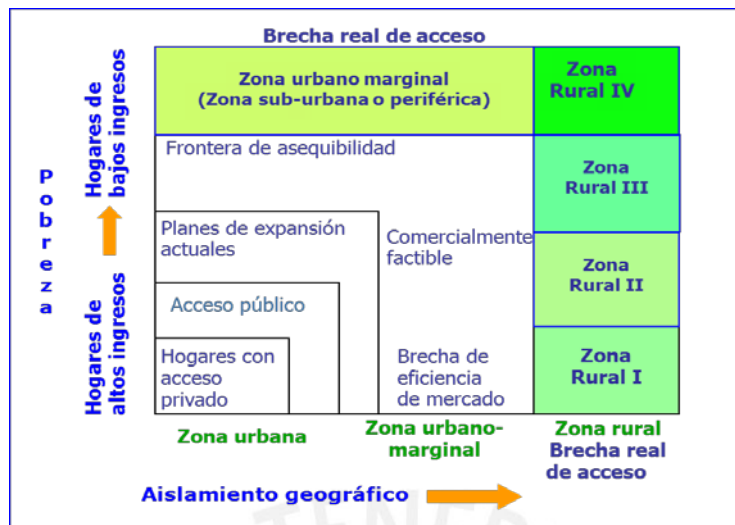 Brecha real de acceso
Zona urbano marginal
(Zona sub-urbana o periférica)
Zona
Rural IV
Frontera de asequibilidad
Zona
Rural III
Planes de expansión
actuales
Comercialmente
factible
Zona
Rural II
Acceso público
Hogares con
acceso
privado
Brecha de
eficiencia
de mercado
Zona
Rural I
Pobreza
Hogares de
bajos ingresos
Hogares de
altos ingresos
Zona urbana
Zona urbano-
marginal
Zona rural
Brecha real
de acceso
Aislamiento geográfico